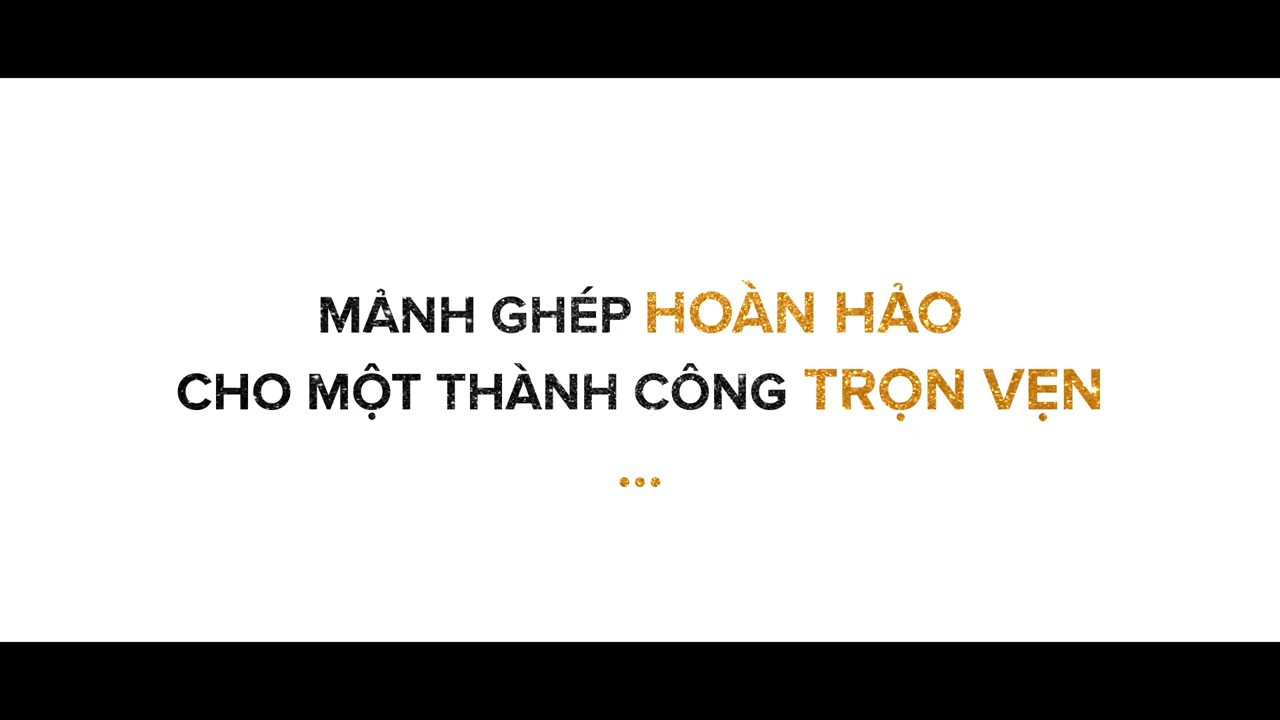 MẢNH GHÉP HOÀN HẢO
CHO MỘT THÀNH CÔNG TRỌN VẸN
...